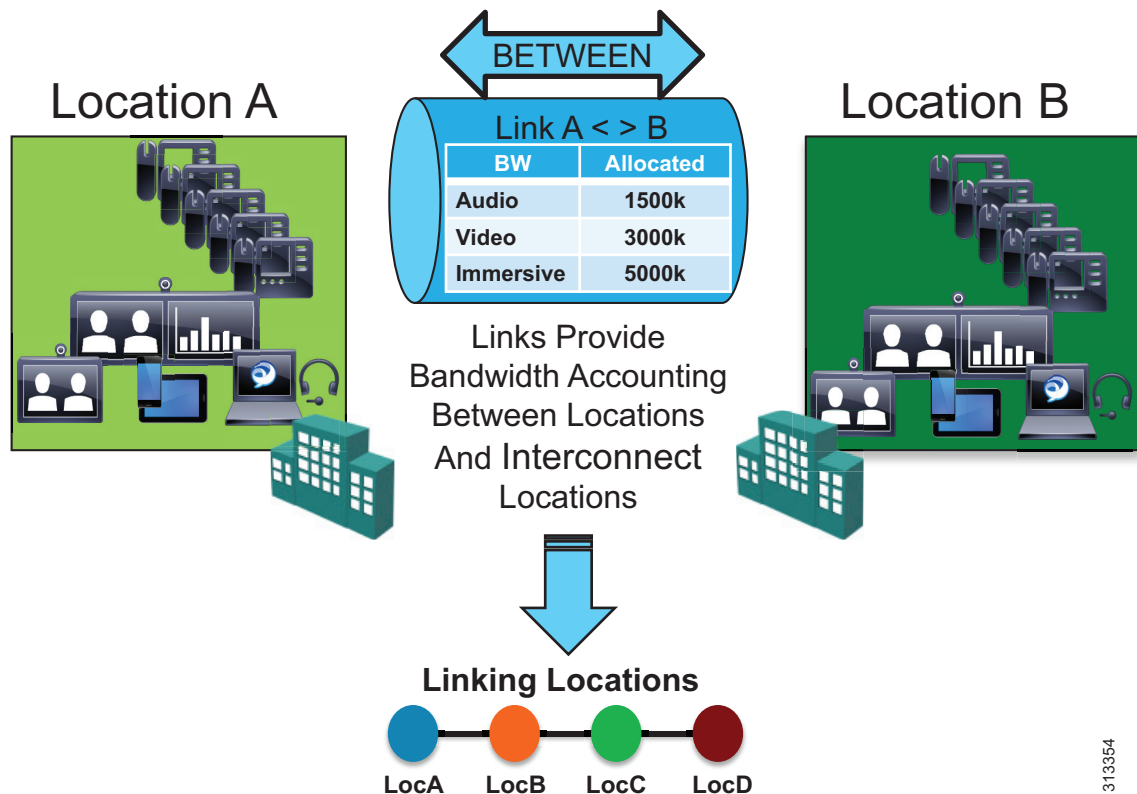 BETWEEN
Location A
Location B
Link A < > B
BW Allocated
Audio 1500k
Video 3000k
Immersive 5000k
Links Provide
Bandwidth Accounting
Between Locations
And Interconnect
Locations
Linking Locations
LocA LocB LocC LocD
313354